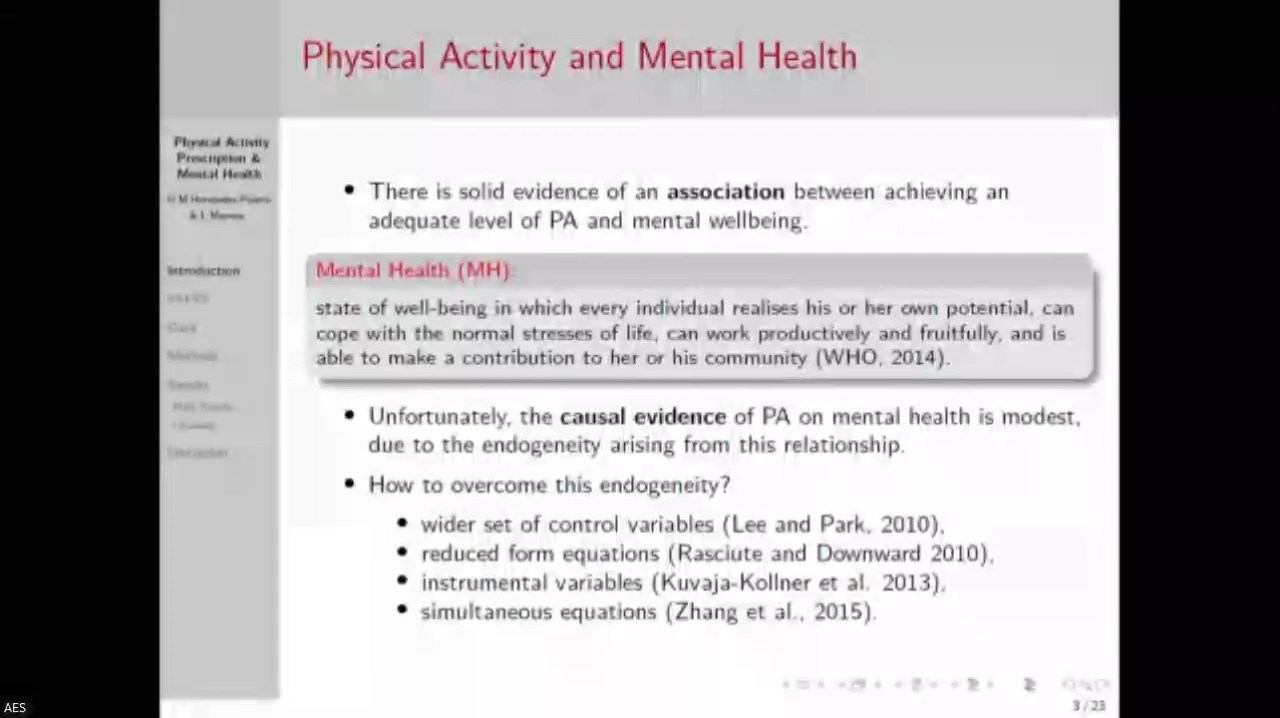 Physical Activity and Mental Health
Physical Activity
Prescription &
Mental Health
Introduction
Data
Methods
Results
Discussion
• There is solid evidence of an association between achieving an
adequate level of PA and mental wellbeing.
Mental Health (MH):
state of well-being in which every individual realises his or her own potential, can
cope with the normal stresses of life, can work productively and fruitfully, and is
able to make a contribution to her or his community (WHO, 2014).
• Unfortunately, the causal evidence of PA on mental health is modest,
due to the endogeneity arising from this relationship.
• How to overcome this endogeneity?
• wider set of control variables (Lee and Park, 2010),
• reduced form equations (Rasciute and Downward 2010),
• instrumental variables (Kuvaja-Kollner et al. 2013),
• simultaneous equations (Zhang et al., 2015).
3 / 23
AES